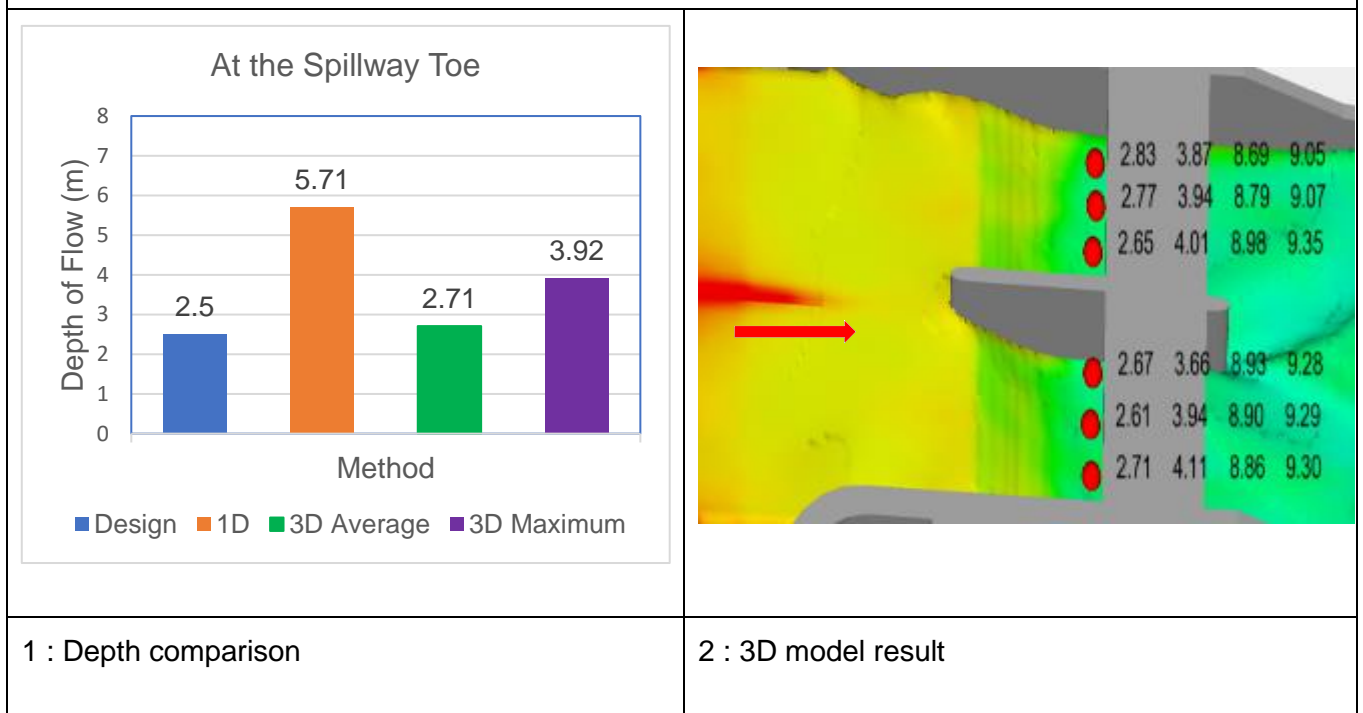 At the Spillway Toe
8
7
6
5
4
3
2
1
0
Depth of Flow (m)
2.5
5.71
2.71
3.92
Method
Design 1D 3D Average 3D Maximum
2.83 3.87 8.69 9.05
2.77 3.94 8.79 9.07
2.65 4.01 8.98 9.35
2.67 3.66 8.93 9.28
2.61 3.94 8.90 9.29
2.71 4.11 8.86 9.30
1 : Depth comparison
2 : 3D model result